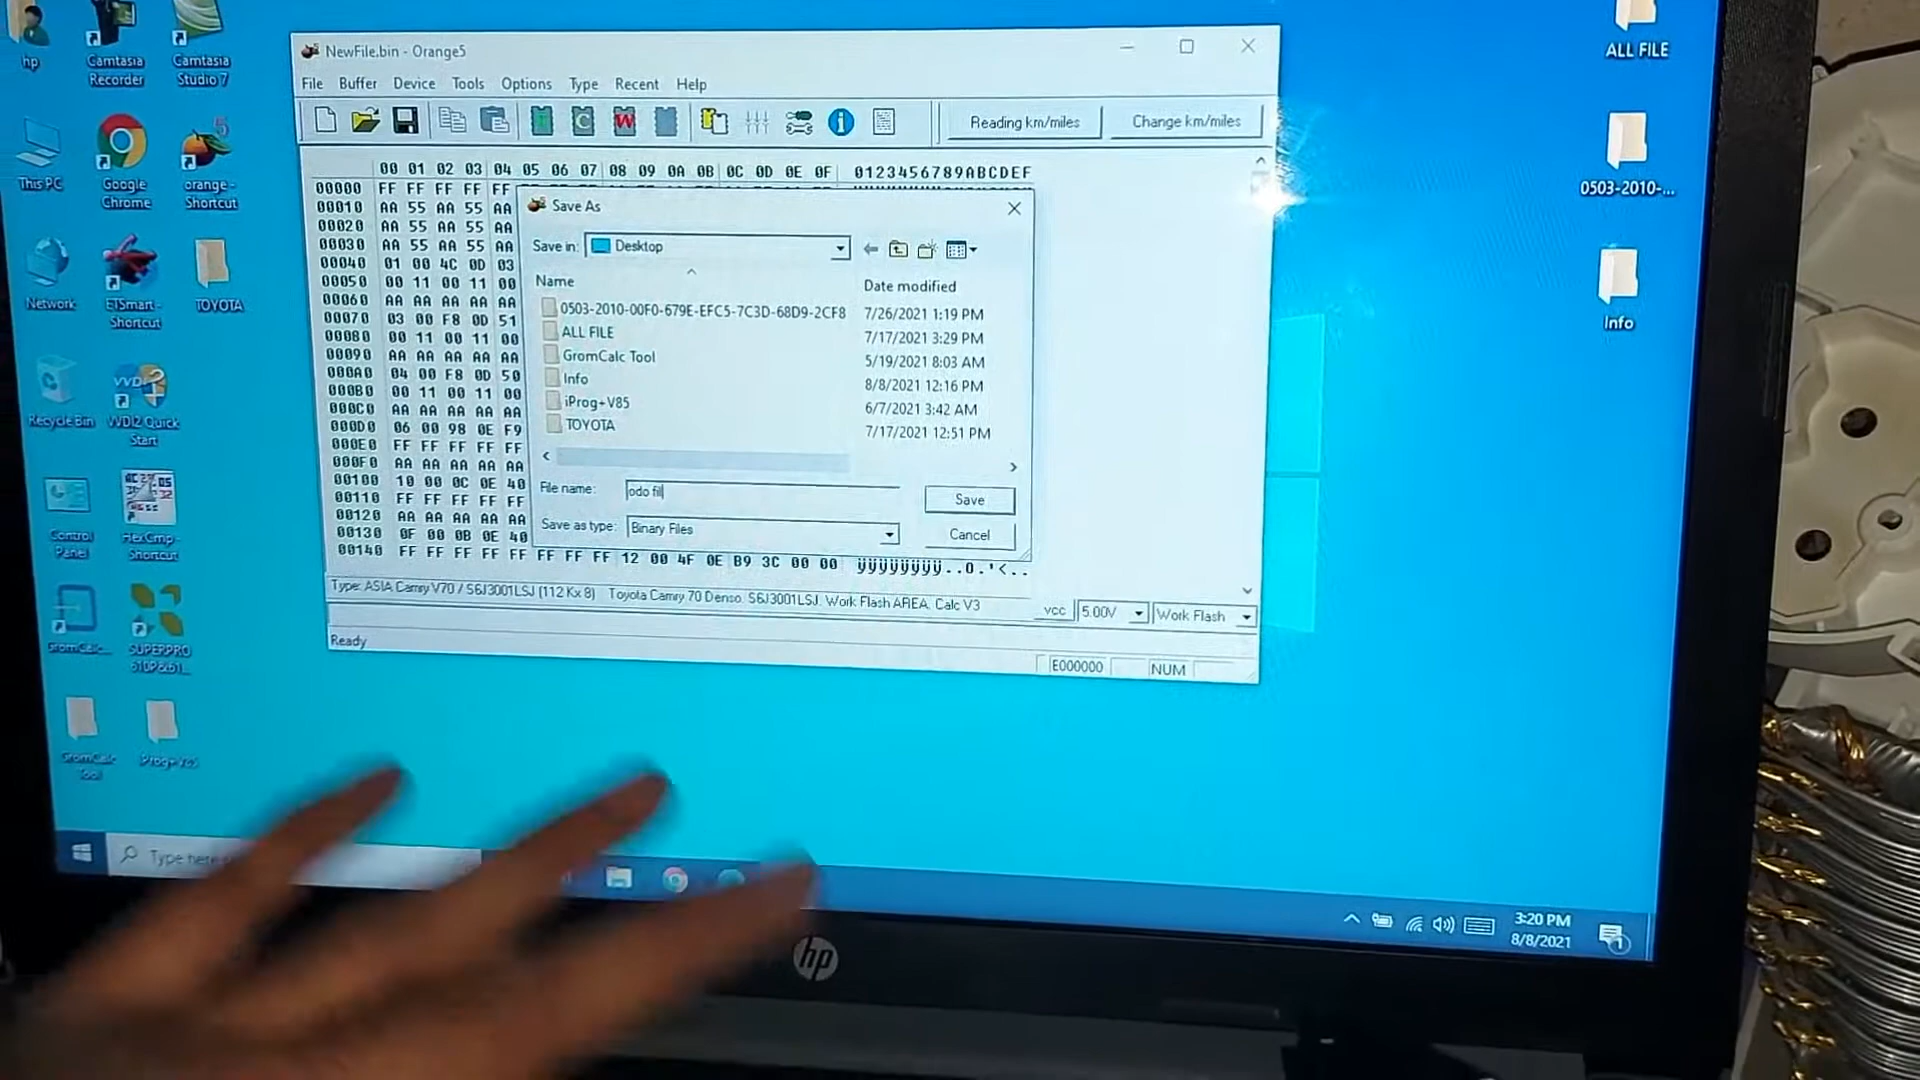 hp
Camtasia Recorder
Camtasia Studio 7
This PC
Google Chrome
orange - Shortcut
Network
ETSmart - Shortcut
TOYOTA
Recycle Bin
VVDI2 Quick Start
Control Panel
HexCmp - Shortcut
GromCalc...
SUPERPRO
GromCalc Tool
iProg+V85
ALL FILE
0503-2010-...
Info
NewFile.bin - Orange5
File Buffer Device Tools Options Type Recent Help
Reading km/miles Change km/miles
00 01 02 03 04 05 06 07 08 09 0A 0B 0C 0D 0E 0F 0123456789ABCDEF
00000 FF FF FF FF FF
00010 AA 55 AA 55 AA
00020 AA 55 AA 55 AA
00030 AA 55 AA 55 AA
00040 01 00 4C 0D 03
00050 00 11 00 11 00
00060 AA AA AA AA AA
00070 03 00 F8 0D 51
00080 00 11 00 11 00
00090 AA AA AA AA AA
000A0 04 00 F8 0D 50
000B0 00 11 00 11 00
000C0 AA AA AA AA AA
000D0 06 00 98 0E F9
000E0 FF FF FF FF FF
000F0 AA AA AA AA AA
00100 10 00 0C 0E 40
00110 FF FF FF FF FF
00120 AA AA AA AA AA
00130 0F 00 0B 0E 40
00140 FF FF FF FF FF FF FF FF 12 00 4F 0E B9 3C 00 00 ÿÿÿÿÿÿÿÿ..O.'<..
Save As
Save in: Desktop
Name Date modified
0503-2010-00F0-679E-EFC5-7C3D-68D9-2CF8 7/26/2021 1:19 PM
ALL FILE 7/17/2021 3:29 PM
GromCalc Tool 5/19/2021 8:03 AM
Info 8/8/2021 12:16 PM
iProg+V85 6/7/2021 3:42 AM
TOYOTA 7/17/2021 12:51 PM
File name: odo fil
Save
Save as type: Binary Files
Cancel
Type: ASIA Camry V70 / S6J3001LSJ (112 Kx 8) Toyota Camry 70 Denso. S6J3001LSJ. Work Flash AREA. Calc V3
vcc 5.00V Work Flash
Ready
E000000 NUM
Type here
3:20 PM
8/8/2021
hp